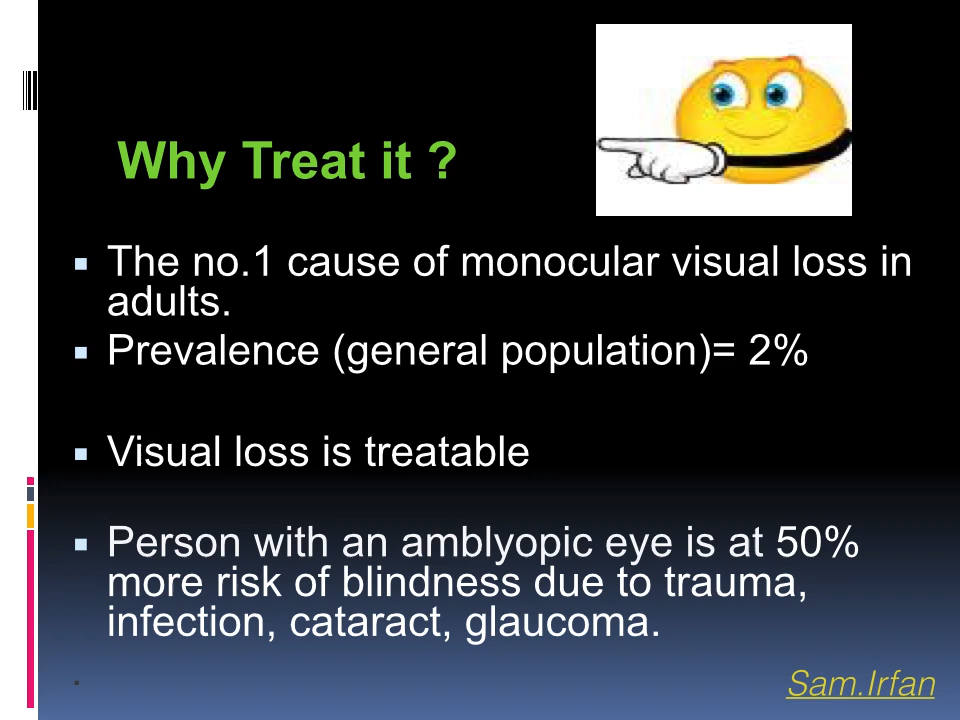 Why Treat it ?
The no.1 cause of monocular visual loss in
adults.
Prevalence (general population)= 2%
Visual loss is treatable
Person with an amblyopic eye is at 50%
more risk of blindness due to trauma,
infection, cataract, glaucoma.
Sam.Irfan